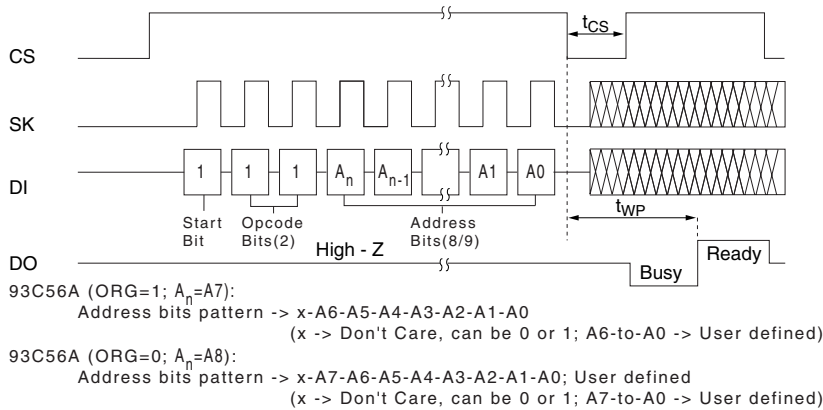 CS
tCS
SK
DI
1 1 1 An An-1 A1 A0
Start Bit
Opcode Bits(2)
Address Bits(8/9)
tWP
DO
High - Z
Busy
Ready
93C56A (ORG=1; An=A7):
Address bits pattern -> x-A6-A5-A4-A3-A2-A1-A0
(x -> Don't Care, can be 0 or 1; A6-to-A0 -> User defined)
93C56A (ORG=0; An=A8):
Address bits pattern -> x-A7-A6-A5-A4-A3-A2-A1-A0; User defined
(x -> Don't Care, can be 0 or 1; A7-to-A0 -> User defined)